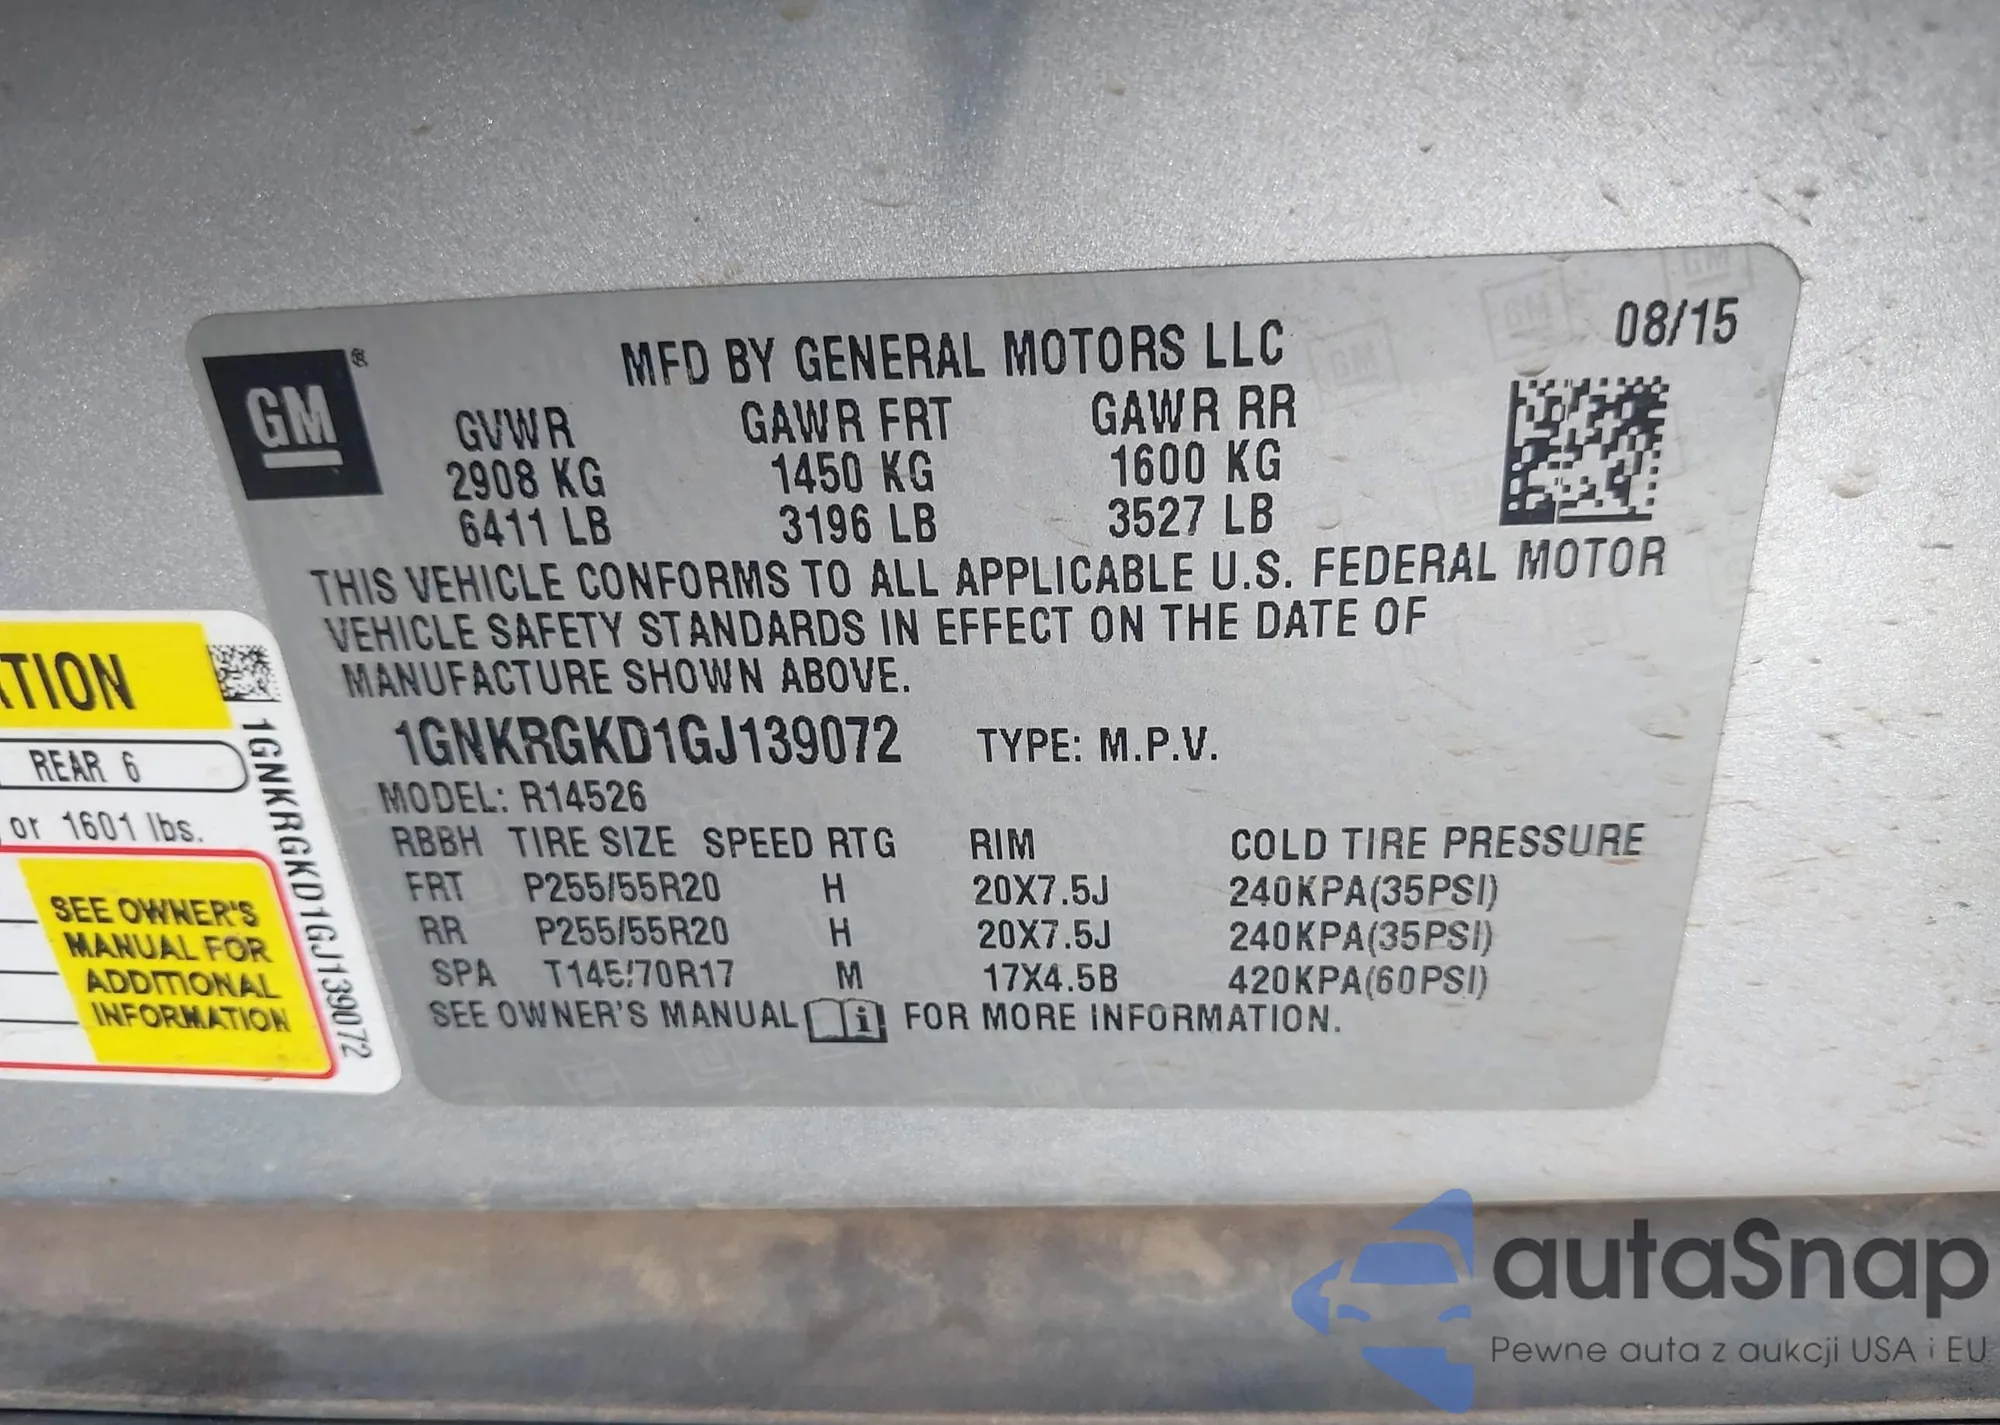 08/15
GM®
MFD BY GENERAL MOTORS LLC
GVWR GAWR FRT GAWR RR
2908 KG 1450 KG 1600 KG
6411 LB 3196 LB 3527 LB
THIS VEHICLE CONFORMS TO ALL APPLICABLE U.S. FEDERAL MOTOR
VEHICLE SAFETY STANDARDS IN EFFECT ON THE DATE OF
MANUFACTURE SHOWN ABOVE.
1GNKRGKD1GJ139072 TYPE: M.P.V.
MODEL: R14526
RBBH TIRE SIZE SPEED RTG RIM COLD TIRE PRESSURE
FRT P255/55R20 H 20X7.5J 240KPA(35PSI)
RR P255/55R20 H 20X7.5J 240KPA(35PSI)
SPA T145/70R17 M 17X4.5B 420KPA(60PSI)
SEE OWNER'S MANUAL i FOR MORE INFORMATION.
TION
REAR 6
or 1601 lbs.
SEE OWNER'S
MANUAL FOR
ADDITIONAL
INFORMATION
1GNKRGKD1GJ139072
autaSnap
Pewne auta z aukcji USA i EU